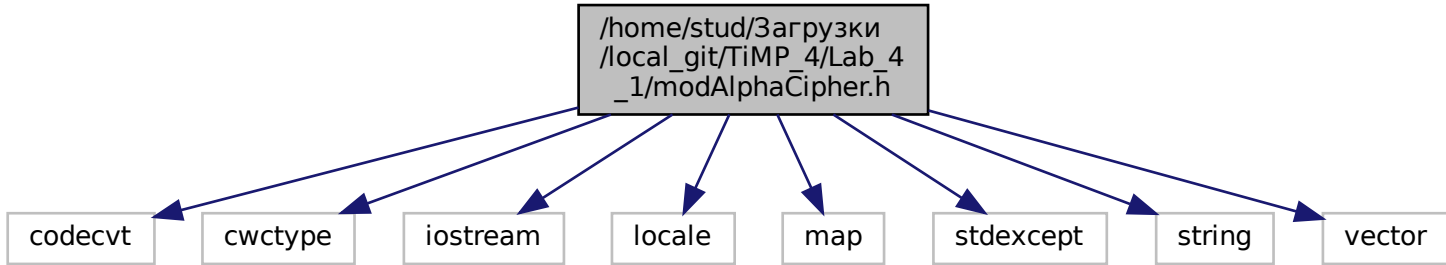 /home/stud/Загрузки
/local_git/TiMP_4/Lab_4
_1/modAlphaCipher.h
codecvt
cwctype
iostream
locale
map
stdexcept
string
vector